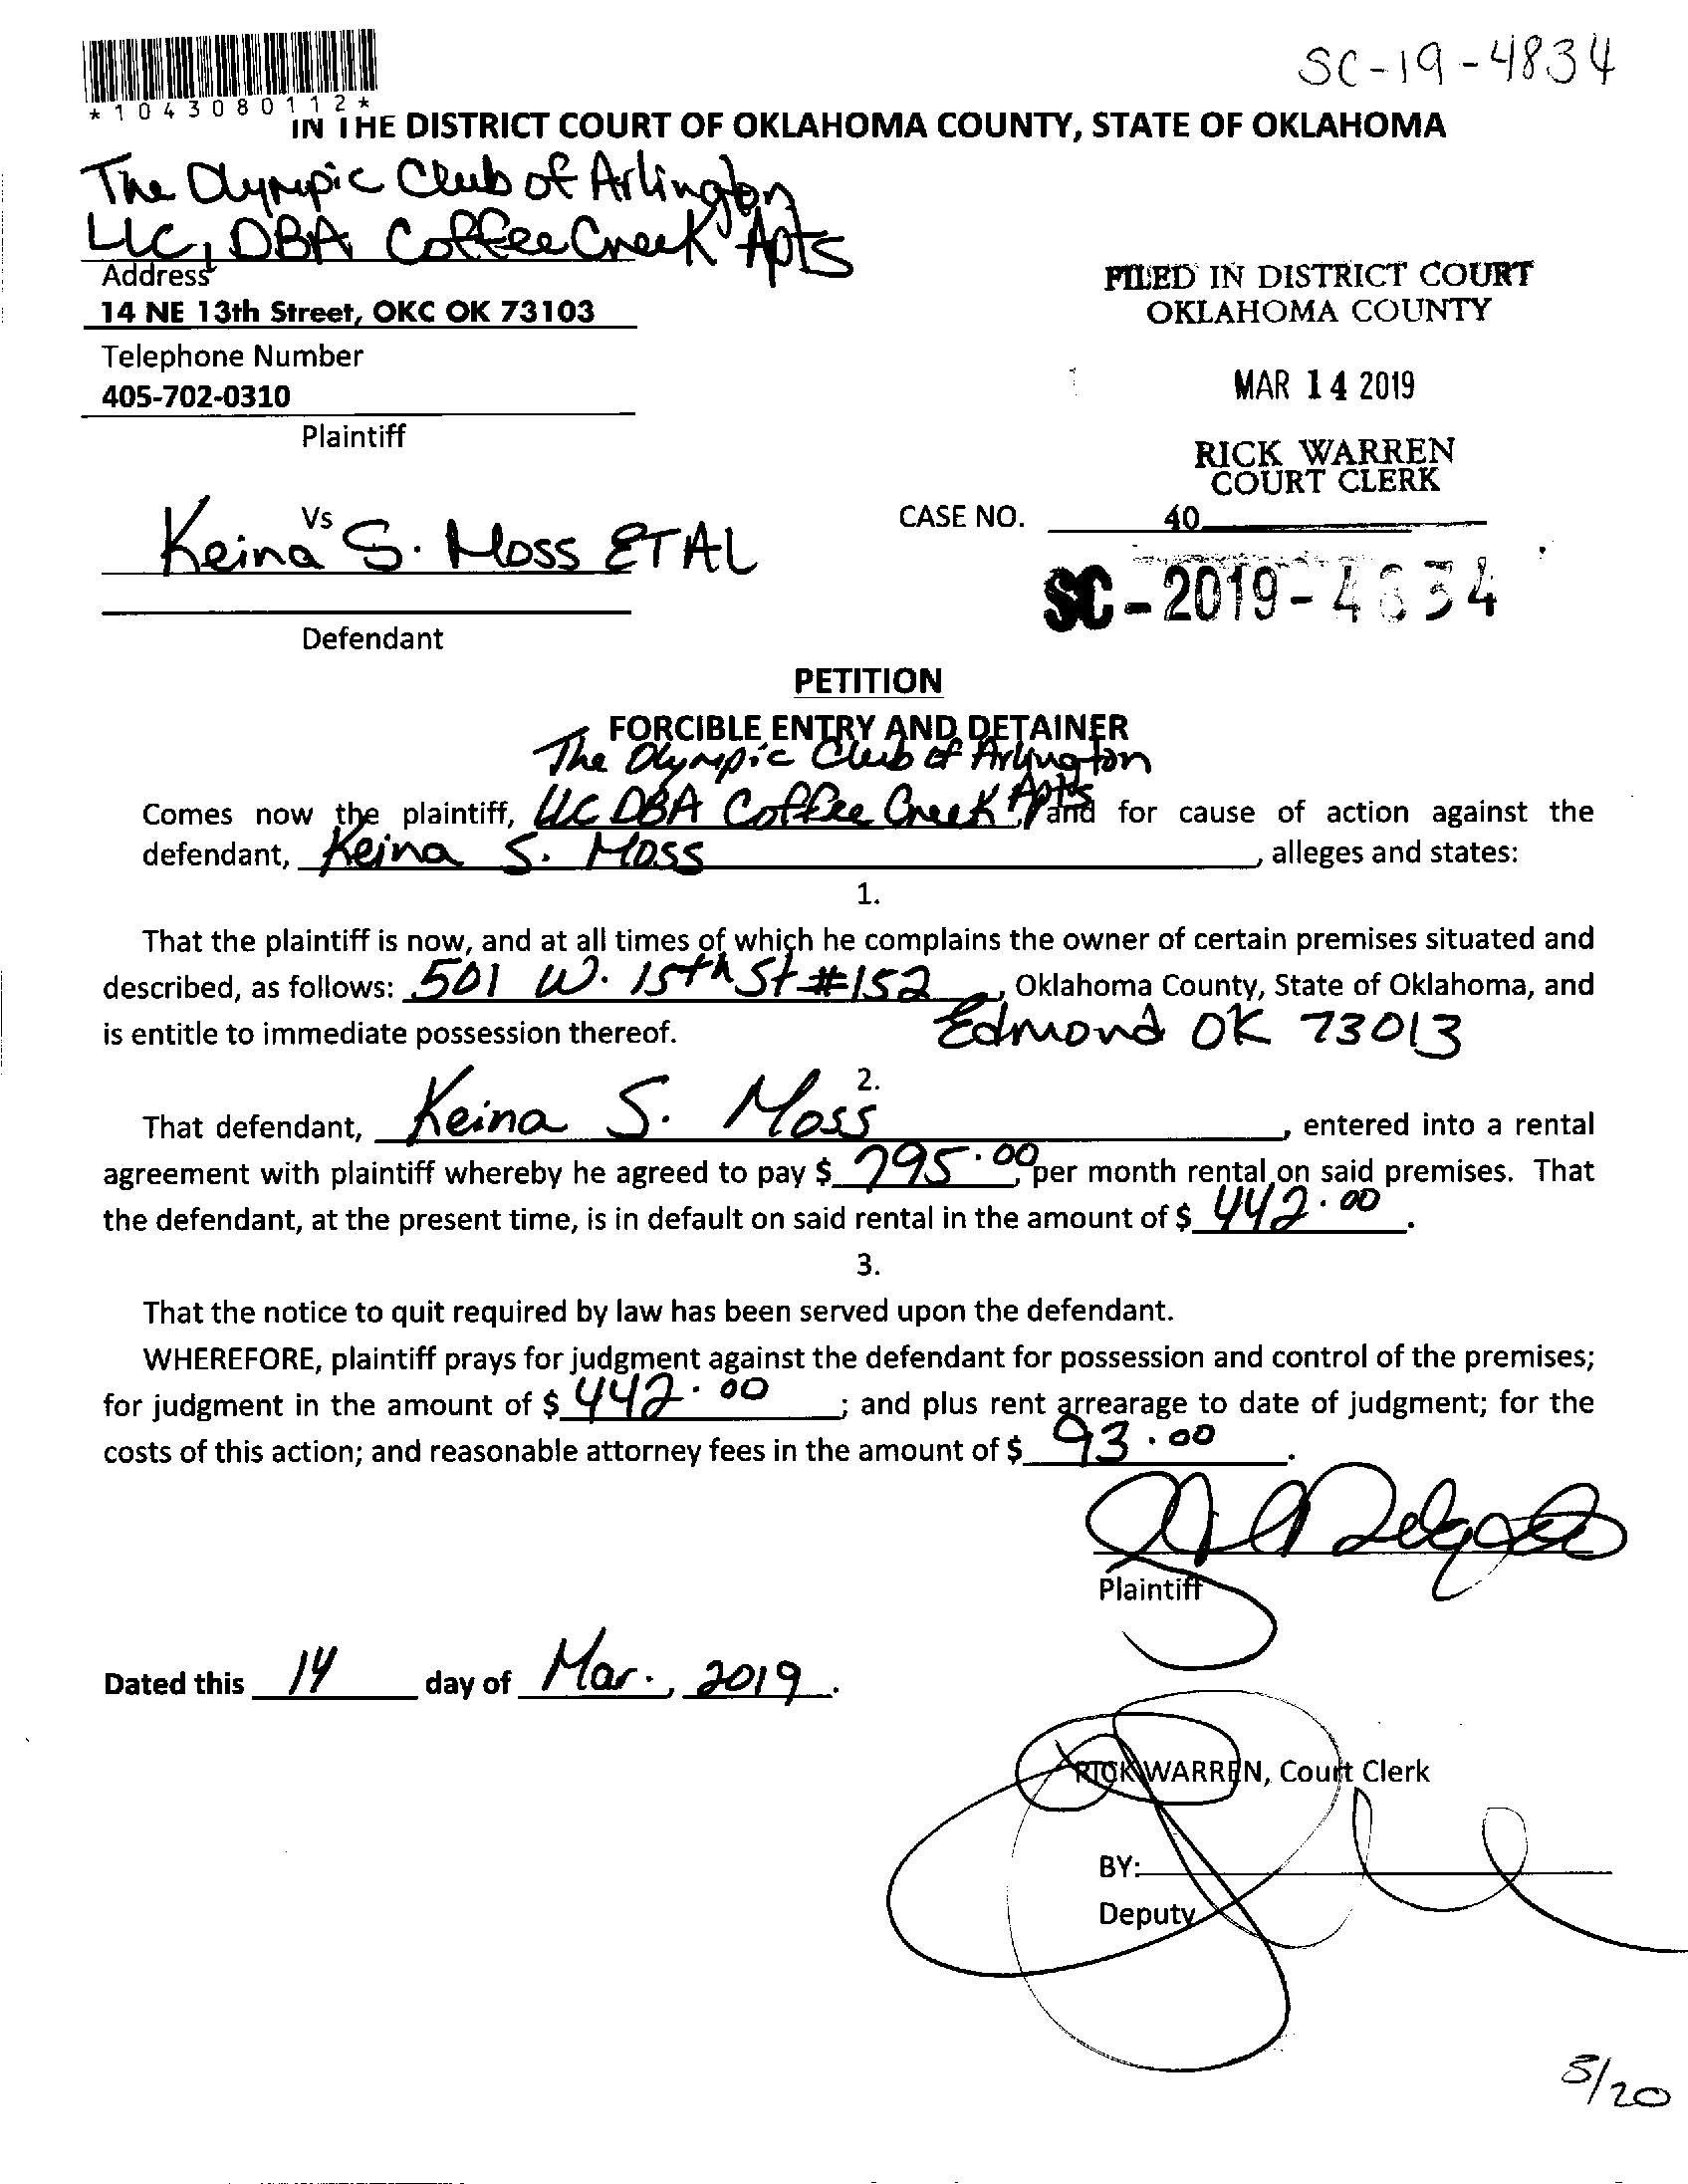 SC-19-4834
*1043080112*
IN THE DISTRICT COURT OF OKLAHOMA COUNTY, STATE OF OKLAHOMA
The Olympic Club of Arlington
LLC, DBA Coffee Creek Apts
Address
14 NE 13th Street, OKC OK 73103
Telephone Number
405-702-0310
Plaintiff
FILED IN DISTRICT COURT
OKLAHOMA COUNTY
MAR 14 2019
RICK WARREN
COURT CLERK
Vs
Keina S. Moss ETAL
Defendant
CASE NO. 40
SC-2019-4834
PETITION
FORCIBLE ENTRY AND DETAINER
The Olympic Club of Arlington
Comes now the plaintiff, LLC DBA Coffee Creek Apts, and for cause of action against the
defendant, Keina S. Moss, alleges and states:
1.
That the plaintiff is now, and at all times of which he complains the owner of certain premises situated and
described, as follows: 501 W. 15th St #152, Oklahoma County, State of Oklahoma, and
is entitle to immediate possession thereof. Edmond OK 73013
2.
That defendant, Keina S. Moss, entered into a rental
agreement with plaintiff whereby he agreed to pay $ 795.00, per month rental on said premises. That
the defendant, at the present time, is in default on said rental in the amount of $ 442.00.
3.
That the notice to quit required by law has been served upon the defendant.
WHEREFORE, plaintiff prays for judgment against the defendant for possession and control of the premises;
for judgment in the amount of $ 442.00; and plus rent arrearage to date of judgment; for the
costs of this action; and reasonable attorney fees in the amount of $ 93.00.
Plaintiff
Dated this 14 day of Mar., 2019.
RICK WARREN, Court Clerk
BY:
Deputy